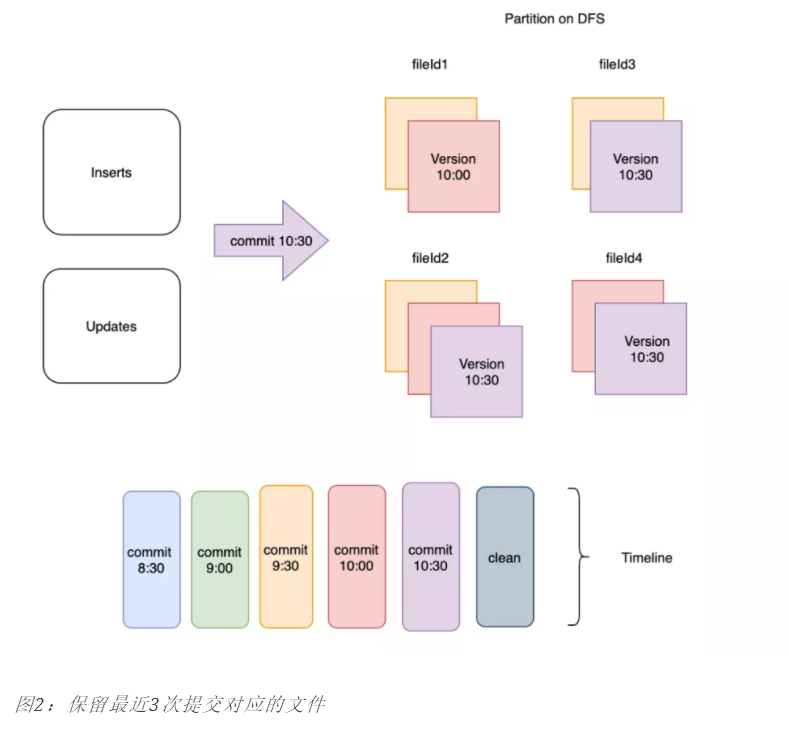 Partition on DFS
fileId1
fileId3
Inserts
Version
10:00
Version
10:30
commit 10:30
fileId2
fileId4
Updates
Version
10:30
Version
10:30
commit
8:30
commit
9:00
commit
9:30
commit
10:00
commit
10:30
clean
Timeline
图2：保留最近3次提交对应的文件